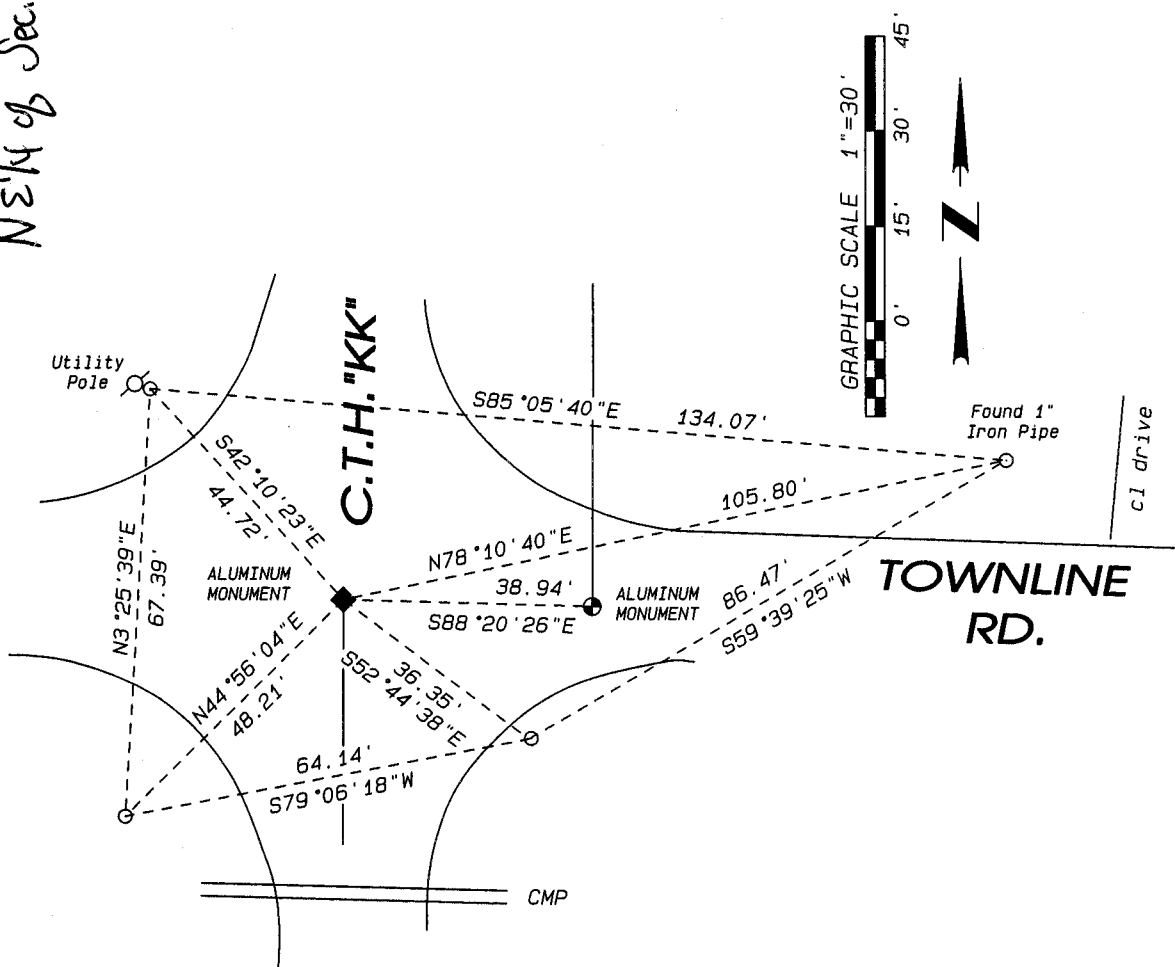 NE 1/4 of Sec.
GRAPHIC SCALE 1"=30'
0'
15'
30'
45'
N
C.T.H. "KK"
Utility
Pole
S85°05'40"E
134.07'
Found 1"
Iron Pipe
cl drive
S42°10'23"E
44.72'
N3°25'39"E
67.39'
ALUMINUM
MONUMENT
N78°10'40"E
105.80'
38.94'
S88°20'26"E
ALUMINUM
MONUMENT
86.47'
S59°39'25"W
TOWNLINE
RD.
N44°56'04"E
48.21'
36.35'
S52°44'38"E
64.14'
S79°06'18"W
CMP